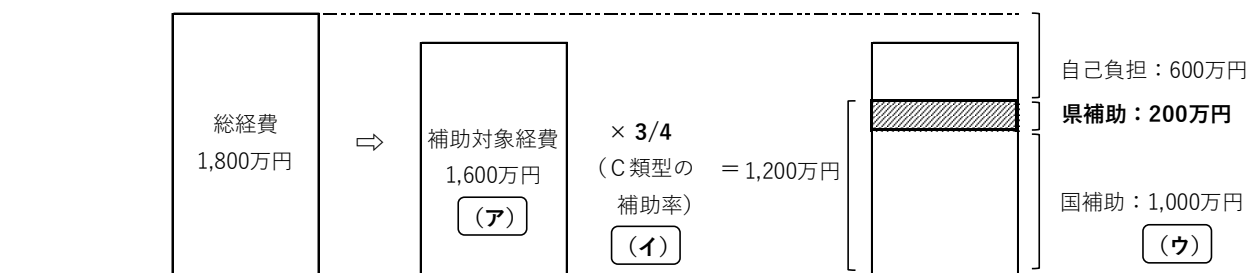 総経費
1,800万円
⇨
補助対象経費
1,600万円
（ア）
× 3/4
（Ｃ類型の
補助率）
（イ）
＝1,200万円
自己負担：600万円
県補助：200万円
国補助：1,000万円
（ウ）